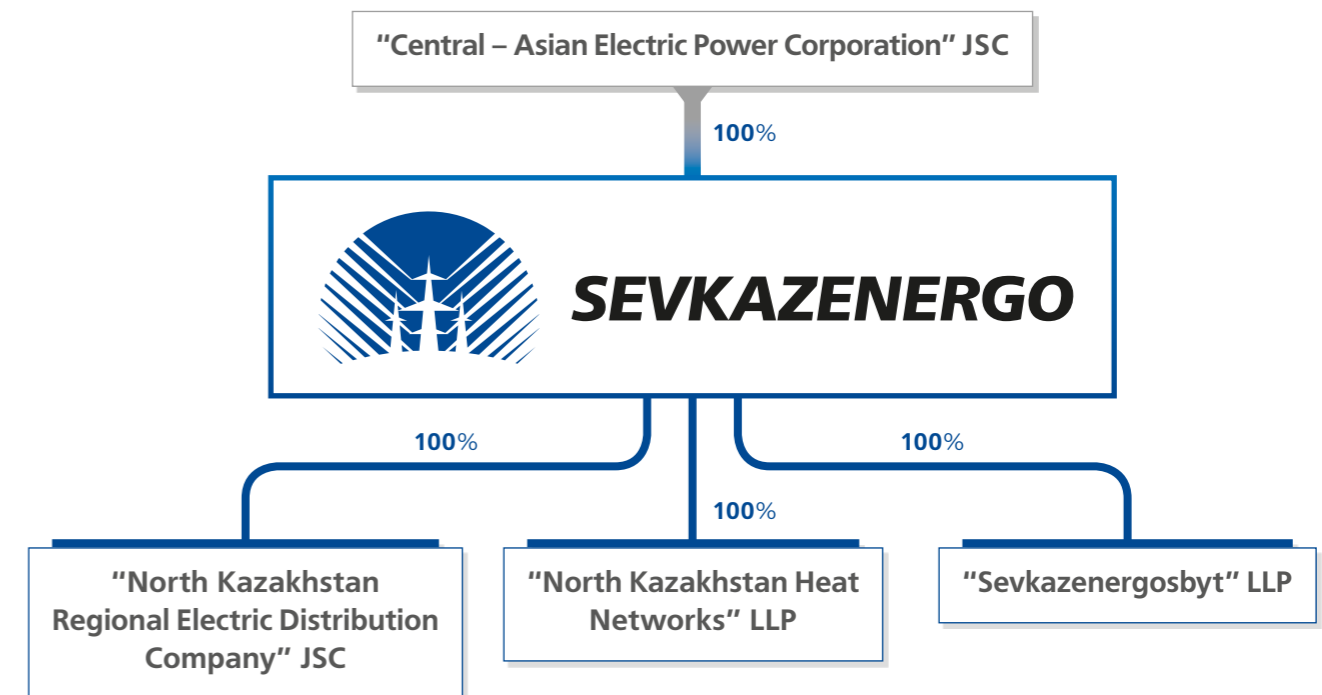 “Central – Asian Electric Power Corporation” JSC
100%
SEVKAZENERGO
100%
100%
100%
“North Kazakhstan
Regional Electric Distribution
Company” JSC
“North Kazakhstan Heat
Networks” LLP
“Sevkazenergosbyt” LLP